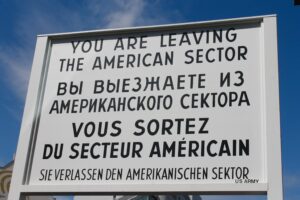 YOU ARE LEAVING
THE AMERICAN SECTOR
ВЫ ВЫЕЗЖАЕТЕ ИЗ
АМЕРИКАНСКОГО СЕКТОРА
VOUS SORTEZ
DU SECTEUR AMÉRICAIN
SIE VERLASSEN DEN AMERIKANISCHEN SEKTOR
US ARMY